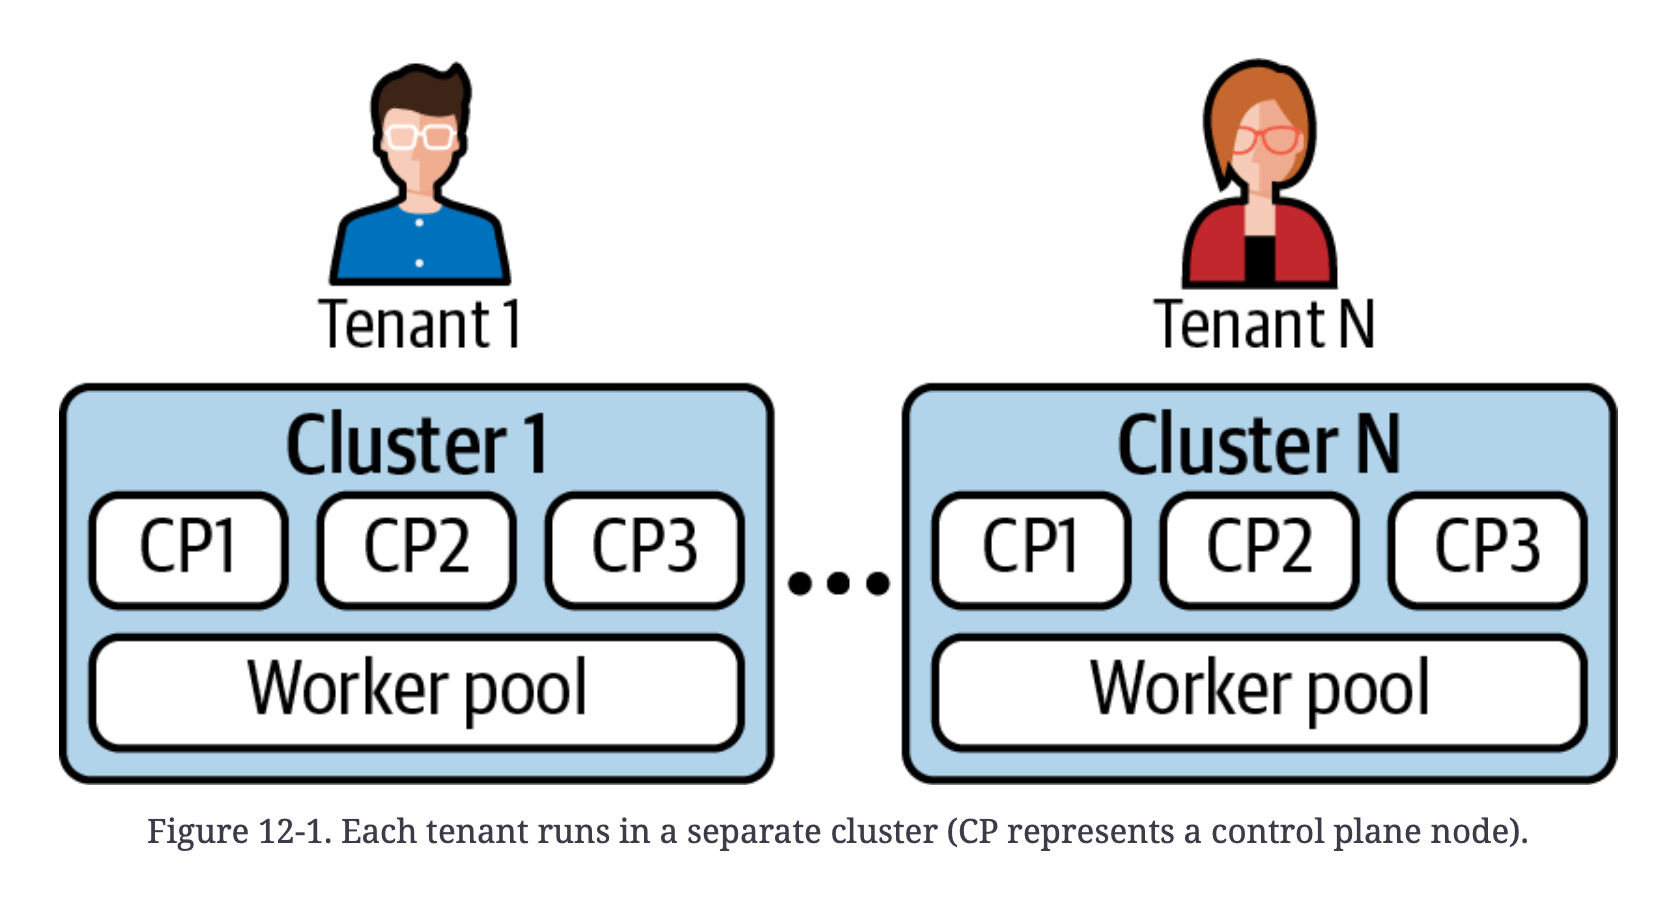 Tenant 1
Tenant N
Cluster 1
CP1
CP2
CP3
Worker pool
Cluster N
CP1
CP2
CP3
Worker pool
Figure 12-1. Each tenant runs in a separate cluster (CP represents a control plane node).